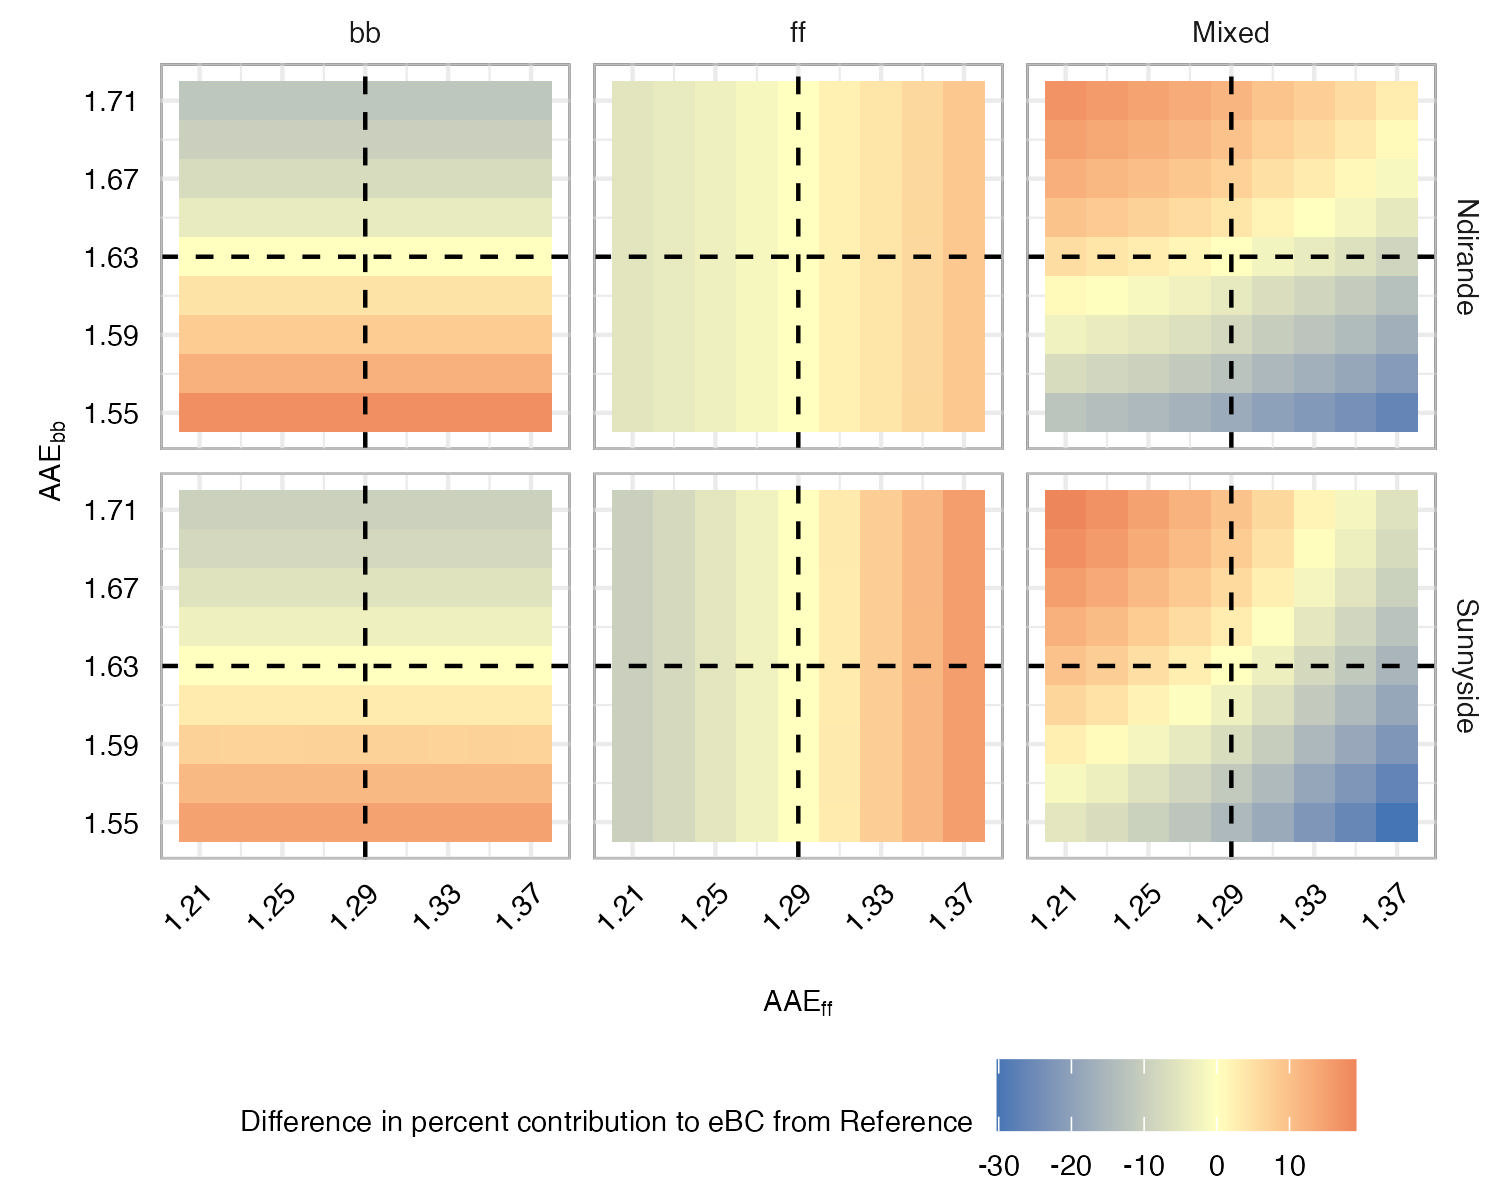 bb ff Mixed
1.71
1.67
1.63
1.59
1.55
Ndirande
AAEbb
1.71
1.67
1.63
1.59
1.55
Sunnyside
1.21 1.25 1.29 1.33 1.37 1.21 1.25 1.29 1.33 1.37 1.21 1.25 1.29 1.33 1.37
AAEff
Difference in percent contribution to eBC from Reference
-30 -20 -10 0 10